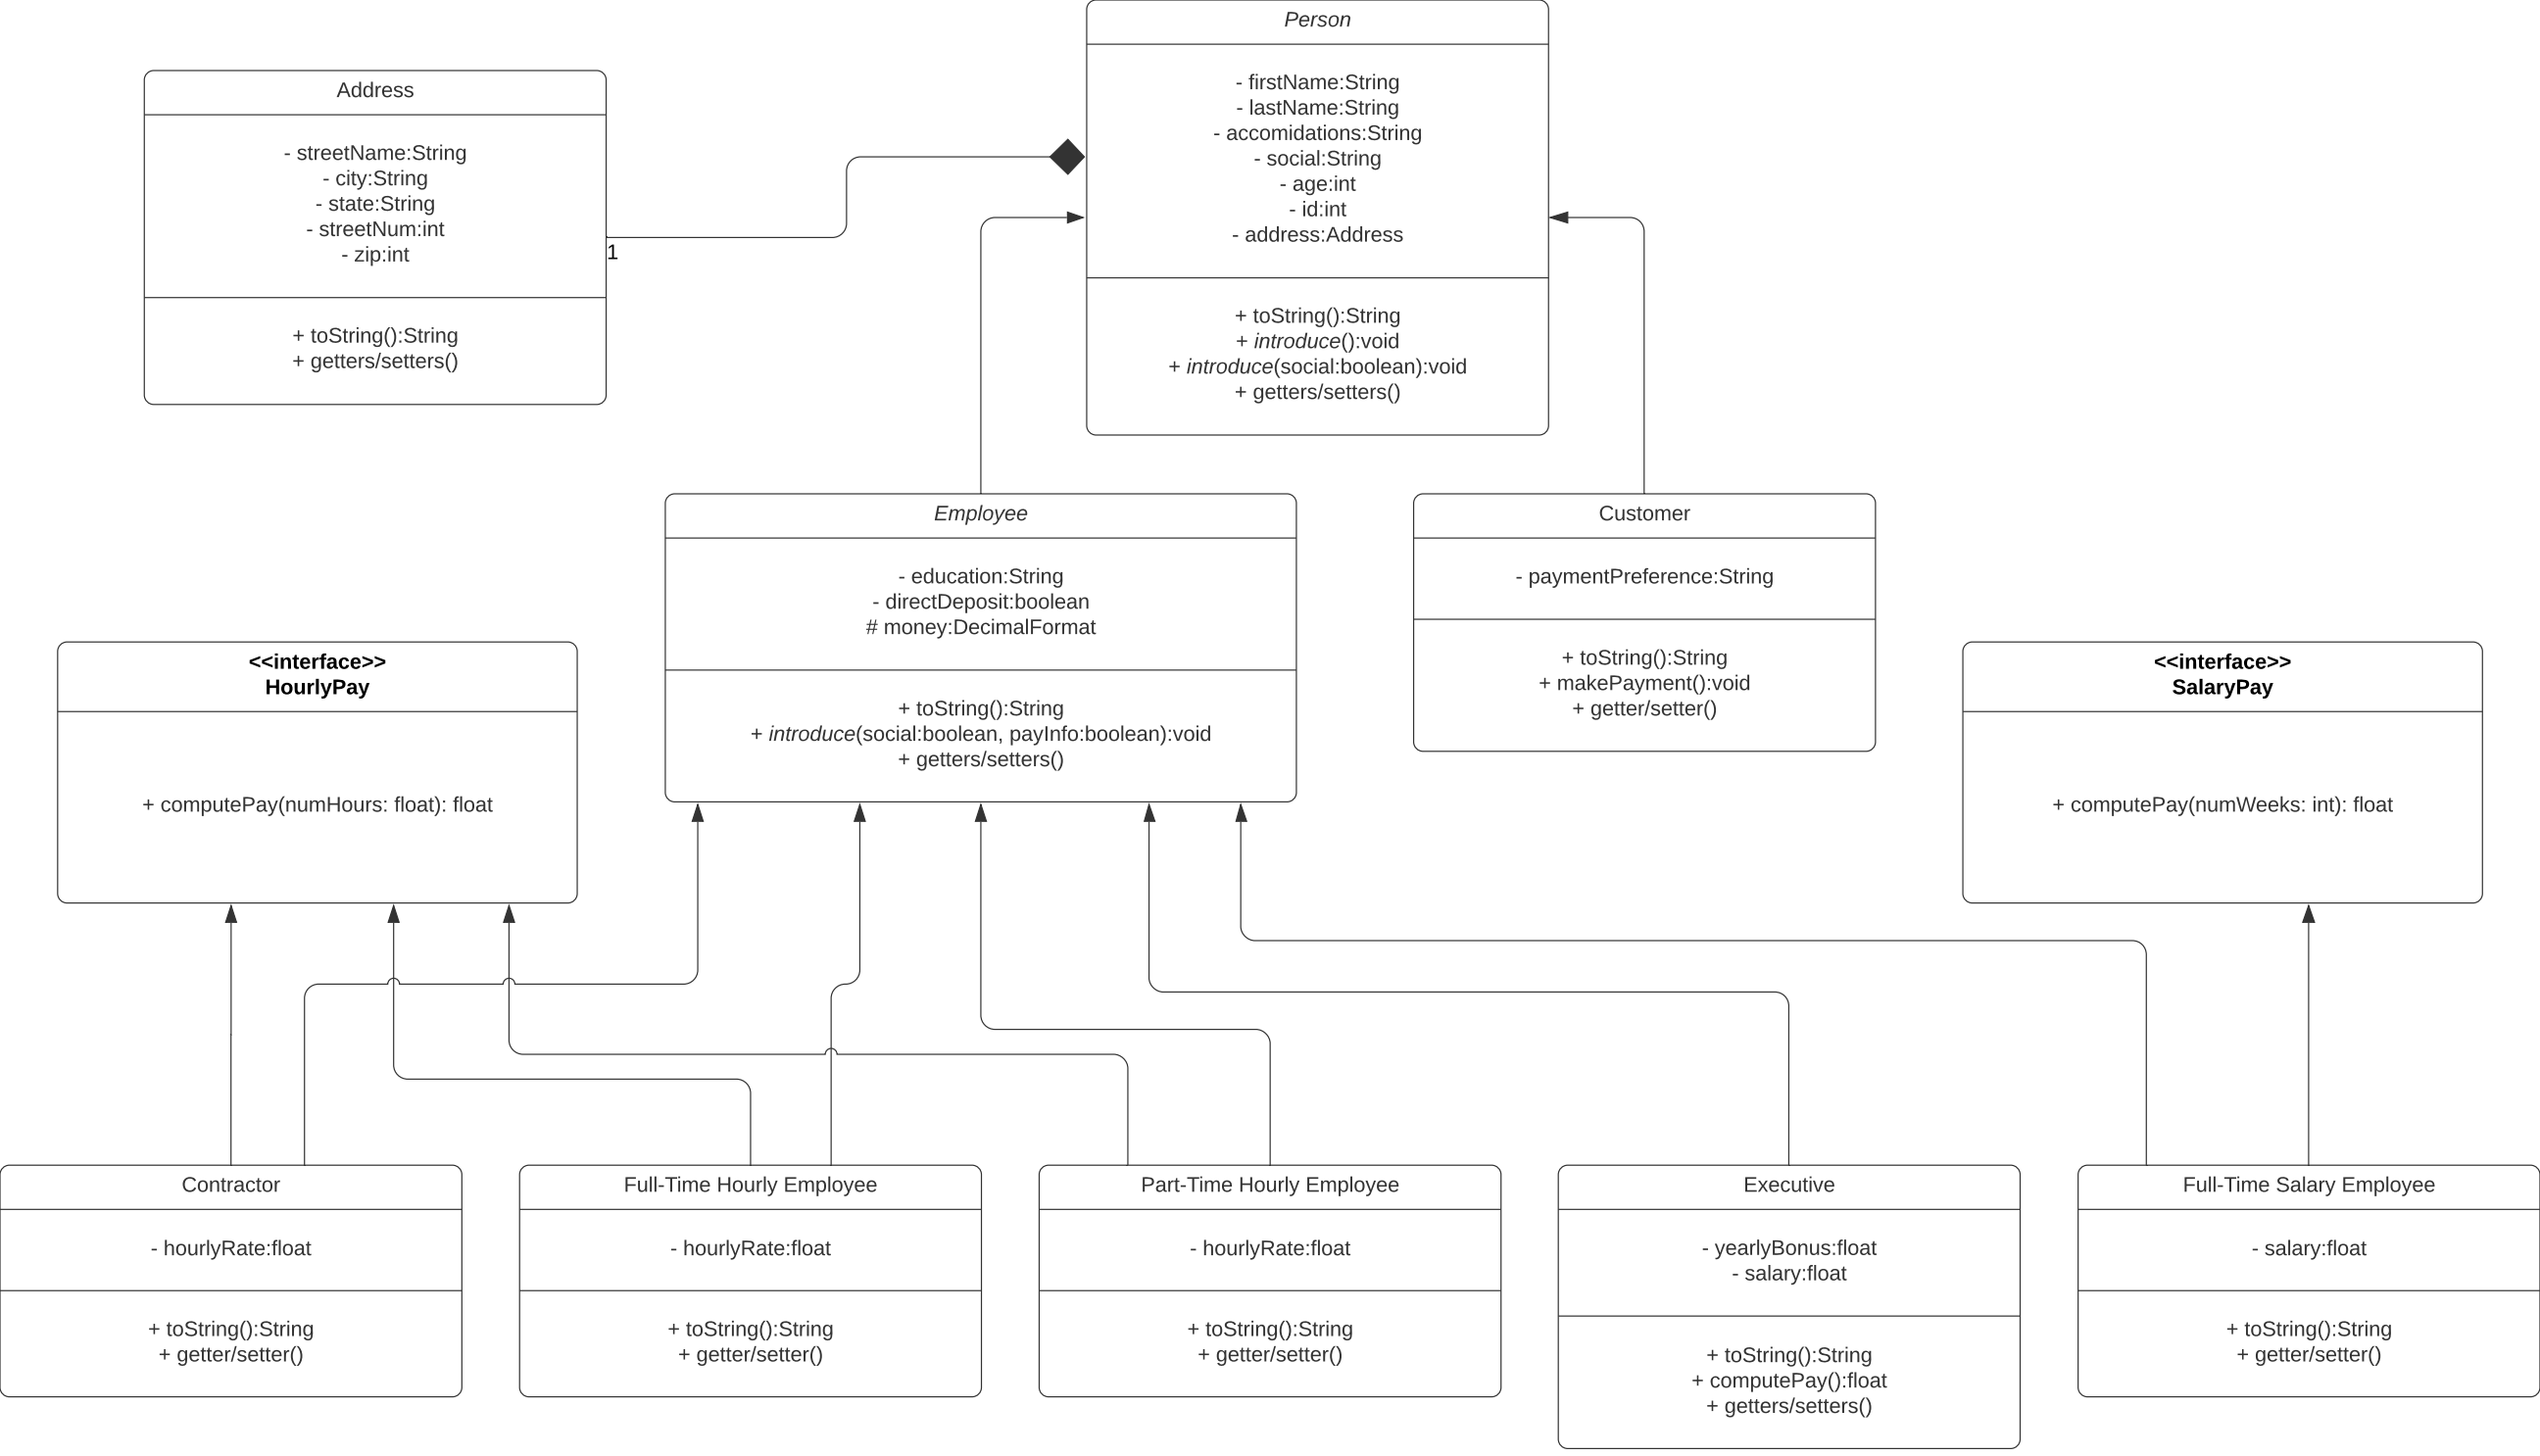 Person
- firstName:String
- lastName:String
- accomidations:String
- social:String
- age:int
- id:int
- address:Address
+ toString():String
+ introduce():void
+ introduce(social:boolean):void
+ getters/setters()
Address
- streetName:String
- city:String
- state:String
- streetNum:int
- zip:int
+ toString():String
+ getters/setters()
1
Employee
- education:String
- directDeposit:boolean
# money:DecimalFormat
+ toString():String
+ introduce(social:boolean, payInfo:boolean):void
+ getters/setters()
Customer
- paymentPreference:String
+ toString():String
+ makePayment():void
+ getter/setter()
<<interface>>
HourlyPay
+ computePay(numHours: float): float
<<interface>>
SalaryPay
+ computePay(numWeeks: int): float
Contractor
- hourlyRate:float
+ toString():String
+ getter/setter()
Full-Time Hourly Employee
- hourlyRate:float
+ toString():String
+ getter/setter()
Part-Time Hourly Employee
- hourlyRate:float
+ toString():String
+ getter/setter()
Executive
- yearlyBonus:float
- salary:float
+ toString():String
+ computePay():float
+ getters/setters()
Full-Time Salary Employee
- salary:float
+ toString():String
+ getter/setter()